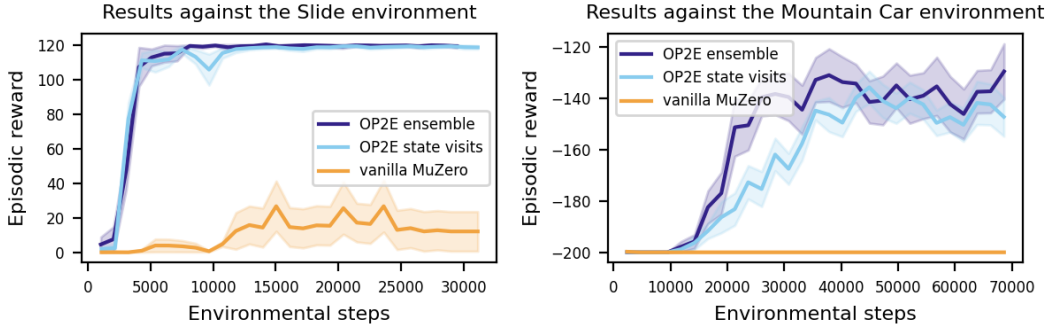 Results against the Slide environment
120
100
80
60
40
20
0
Episodic reward
OP2E ensemble
OP2E state visits
vanilla MuZero
0 5000 10000 15000 20000 25000 30000
Environmental steps
Results against the Mountain Car environment
−120
−140
−160
−180
−200
Episodic reward
OP2E ensemble
OP2E state visits
vanilla MuZero
0 10000 20000 30000 40000 50000 60000 70000
Environmental steps